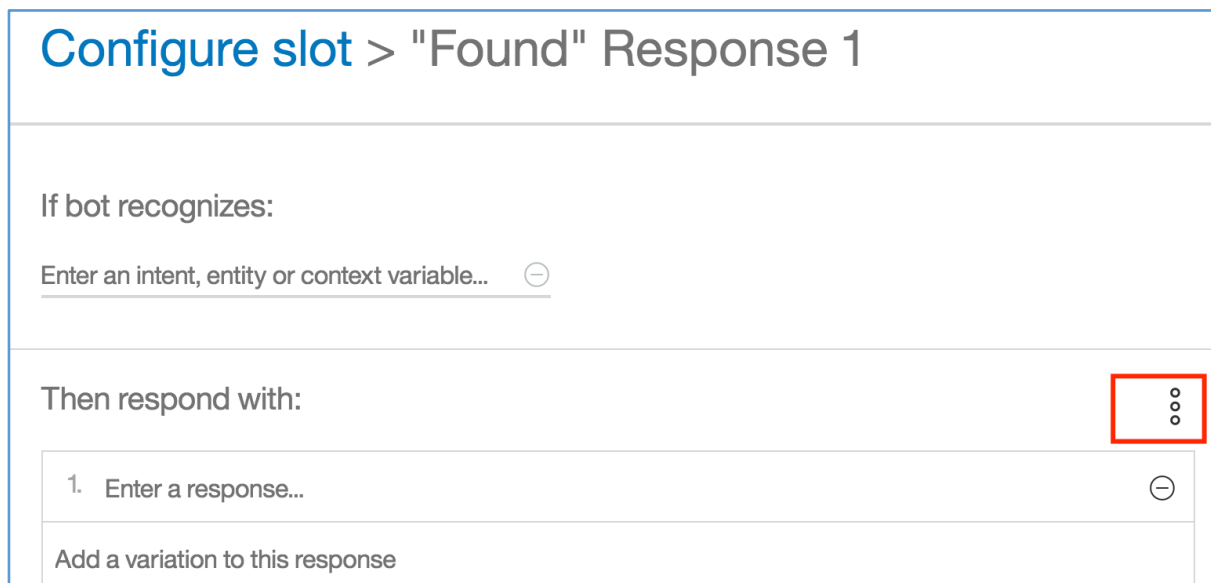 Configure slot > "Found" Response 1
If bot recognizes:
Enter an intent, entity or context variable...
Then respond with:
1. Enter a response...
Add a variation to this response